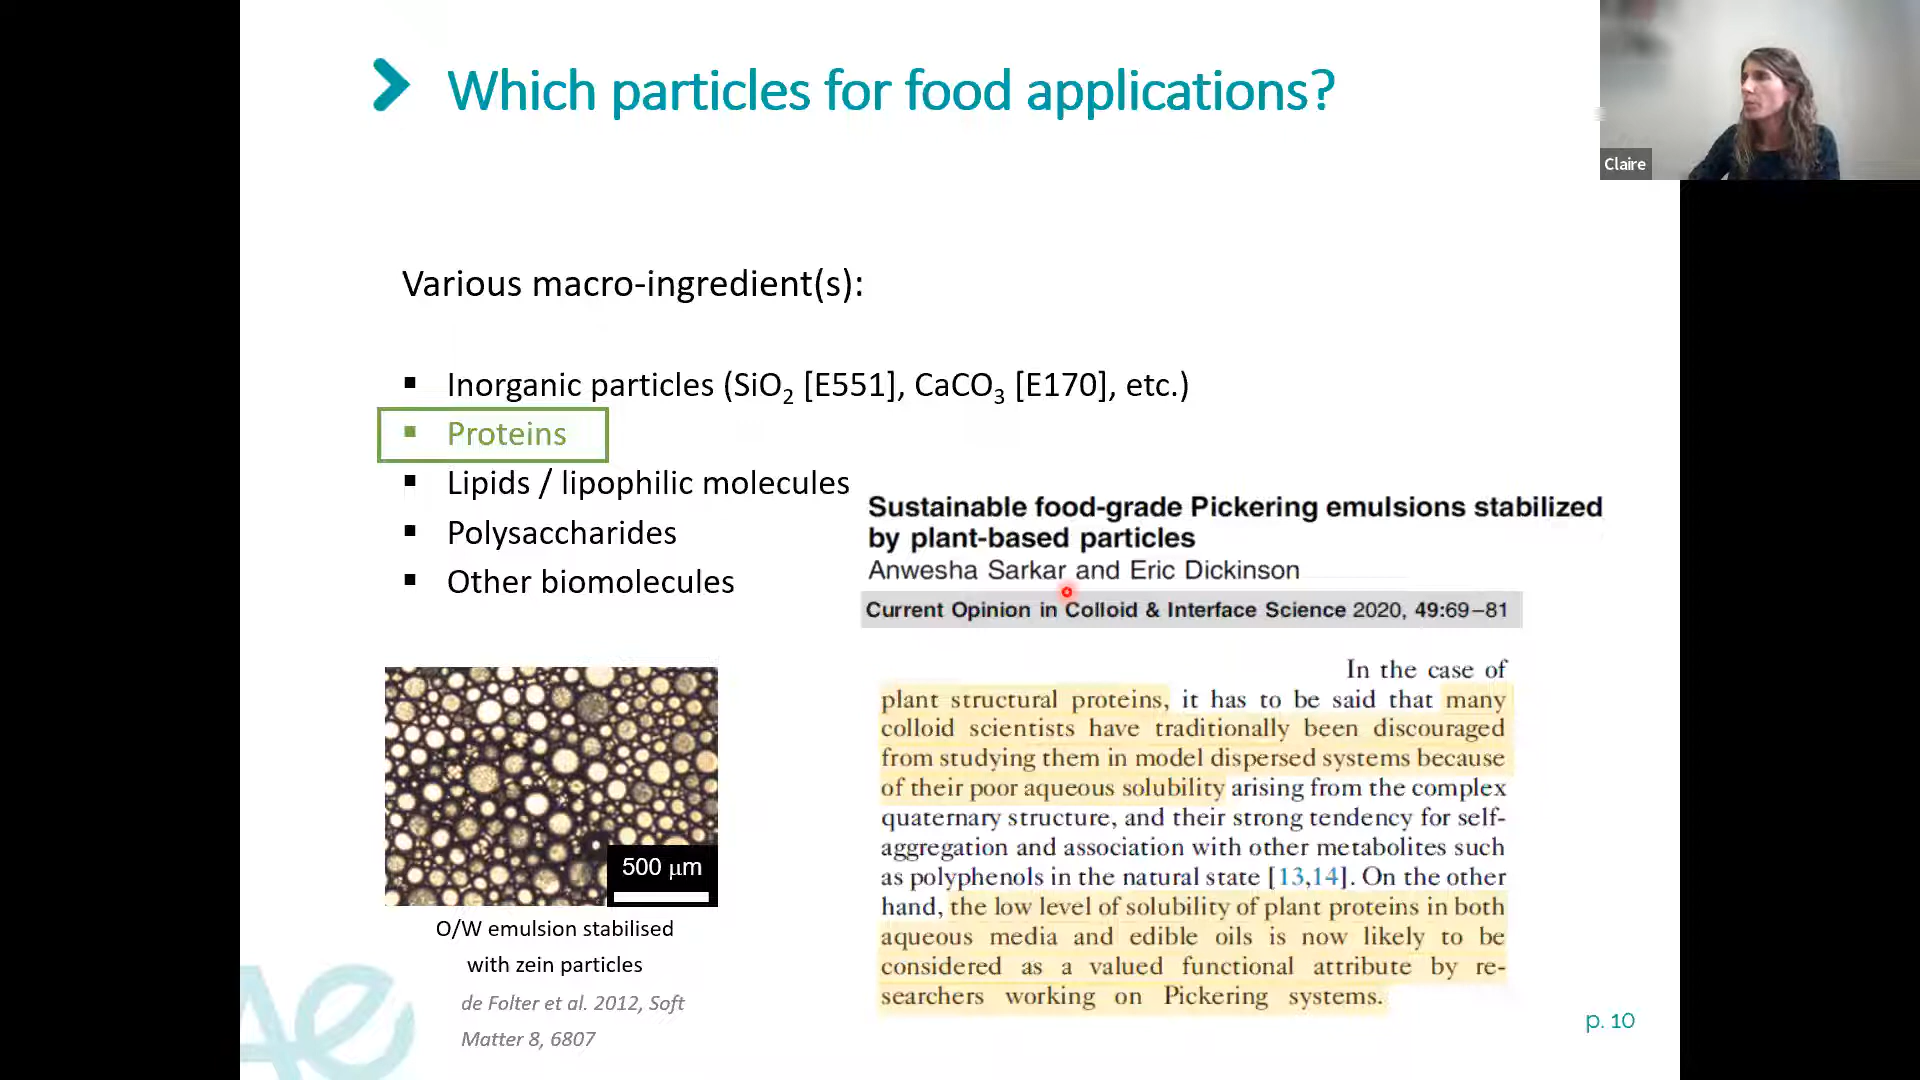 Which particles for food applications?
Claire
Various macro-ingredient(s):
▪ Inorganic particles (SiO₂ [E551], CaCO₃ [E170], etc.)
▪ Proteins
▪ Lipids / lipophilic molecules
▪ Polysaccharides
▪ Other biomolecules
Sustainable food-grade Pickering emulsions stabilized
by plant-based particles
Anwesha Sarkar and Eric Dickinson
Current Opinion in Colloid & Interface Science 2020, 49:69–81
In the case of
plant structural proteins, it has to be said that many
colloid scientists have traditionally been discouraged
from studying them in model dispersed systems because
of their poor aqueous solubility arising from the complex
quaternary structure, and their strong tendency for self-
aggregation and association with other metabolites such
as polyphenols in the natural state [13,14]. On the other
hand, the low level of solubility of plant proteins in both
aqueous media and edible oils is now likely to be
considered as a valued functional attribute by re-
searchers working on Pickering systems.
500 µm
O/W emulsion stabilised
with zein particles
de Folter et al. 2012, Soft
Matter 8, 6807
p. 10